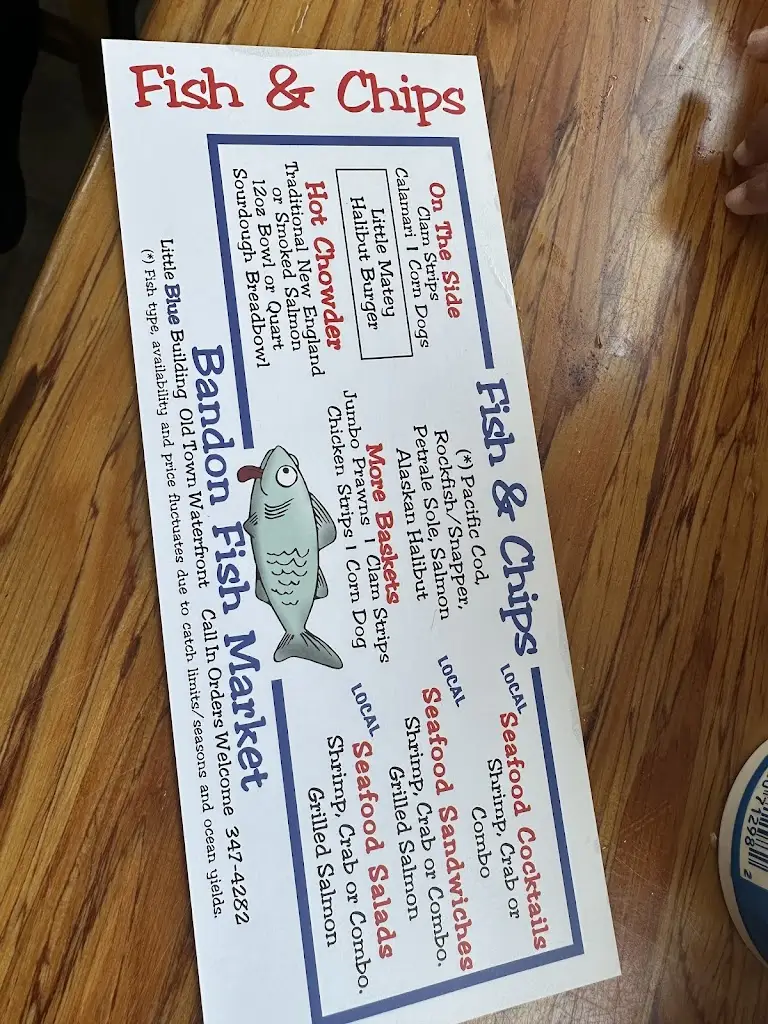 Fish & Chips
On The Side
Clam Strips
Calamari | Corn Dogs
Little Matey
Halibut Burger
Hot Chowder
Traditional New England
or Smoked Salmon
12oz Bowl or Quart
Sourdough Breadbowl
Fish & Chips
(*) Pacific Cod,
Rockfish/Snapper,
Petrale Sole, Salmon
Alaskan Halibut
More Baskets
Jumbo Prawns | Clam Strips
Chicken Strips | Corn Dog
LOCAL Seafood Cocktails
Shrimp, Crab or
Combo
LOCAL Seafood Sandwiches
Shrimp, Crab or Combo.
Grilled Salmon
LOCAL Seafood Salads
Shrimp, Crab or Combo.
Grilled Salmon
Bandon Fish Market
Little Blue Building Old Town Waterfront Call In Orders Welcome 347-4282
(*) Fish type, availability and price fluctuates due to catch limits/seasons and ocean yields.
71298 2